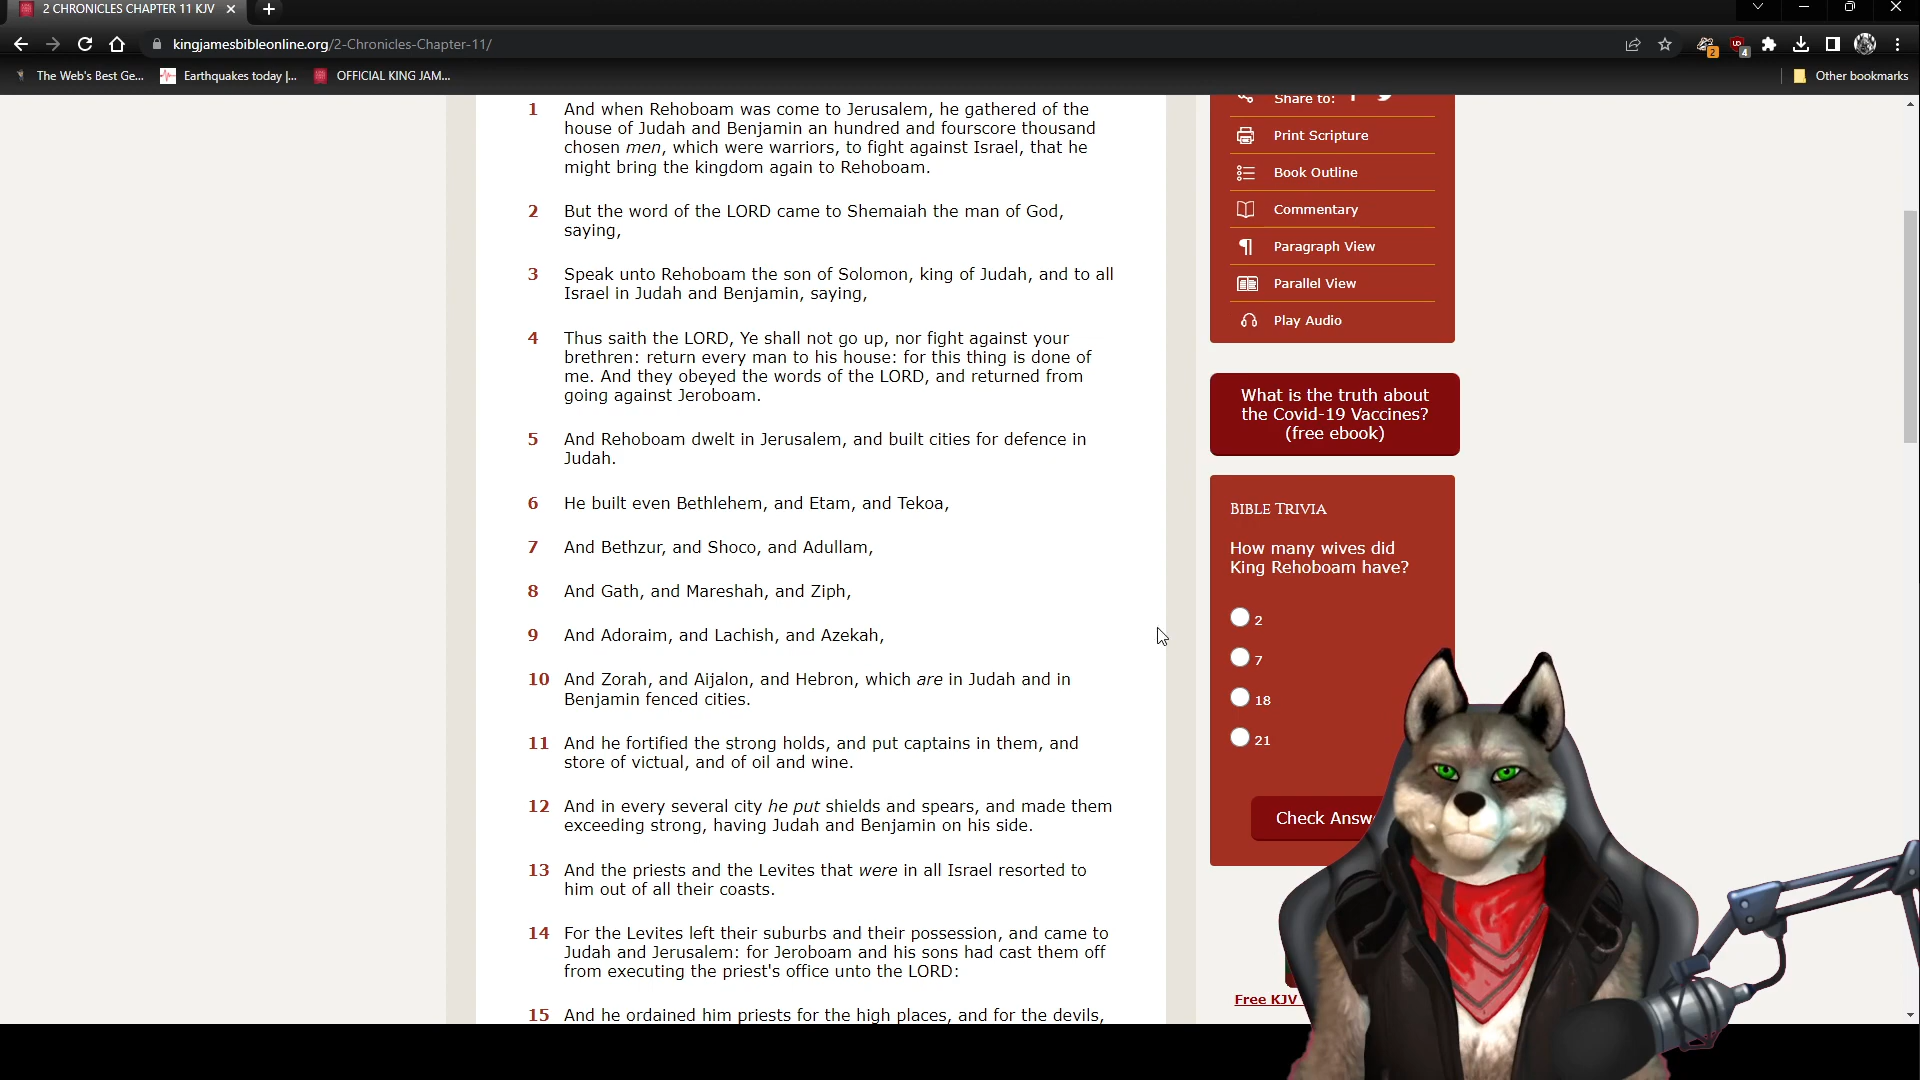 2 CHRONICLES CHAPTER 11 KJV
kingjamesbibleonline.org/2-Chronicles-Chapter-11/
2
4
The Web's Best Ge...
Earthquakes today |...
OFFICIAL KING JAM...
Other bookmarks
1 And when Rehoboam was come to Jerusalem, he gathered of the
house of Judah and Benjamin an hundred and fourscore thousand
chosen men, which were warriors, to fight against Israel, that he
might bring the kingdom again to Rehoboam.
2 But the word of the LORD came to Shemaiah the man of God,
saying,
3 Speak unto Rehoboam the son of Solomon, king of Judah, and to all
Israel in Judah and Benjamin, saying,
4 Thus saith the LORD, Ye shall not go up, nor fight against your
brethren: return every man to his house: for this thing is done of
me. And they obeyed the words of the LORD, and returned from
going against Jeroboam.
5 And Rehoboam dwelt in Jerusalem, and built cities for defence in
Judah.
6 He built even Bethlehem, and Etam, and Tekoa,
7 And Bethzur, and Shoco, and Adullam,
8 And Gath, and Mareshah, and Ziph,
9 And Adoraim, and Lachish, and Azekah,
10 And Zorah, and Aijalon, and Hebron, which are in Judah and in
Benjamin fenced cities.
11 And he fortified the strong holds, and put captains in them, and
store of victual, and of oil and wine.
12 And in every several city he put shields and spears, and made them
exceeding strong, having Judah and Benjamin on his side.
13 And the priests and the Levites that were in all Israel resorted to
him out of all their coasts.
14 For the Levites left their suburbs and their possession, and came to
Judah and Jerusalem: for Jeroboam and his sons had cast them off
from executing the priest's office unto the LORD:
15 And he ordained him priests for the high places, and for the devils,
Share to:
Print Scripture
Book Outline
Commentary
Paragraph View
Parallel View
Play Audio
What is the truth about
the Covid-19 Vaccines?
(free ebook)
BIBLE TRIVIA
How many wives did
King Rehoboam have?
2
7
18
21
Check Answ
Free KJV